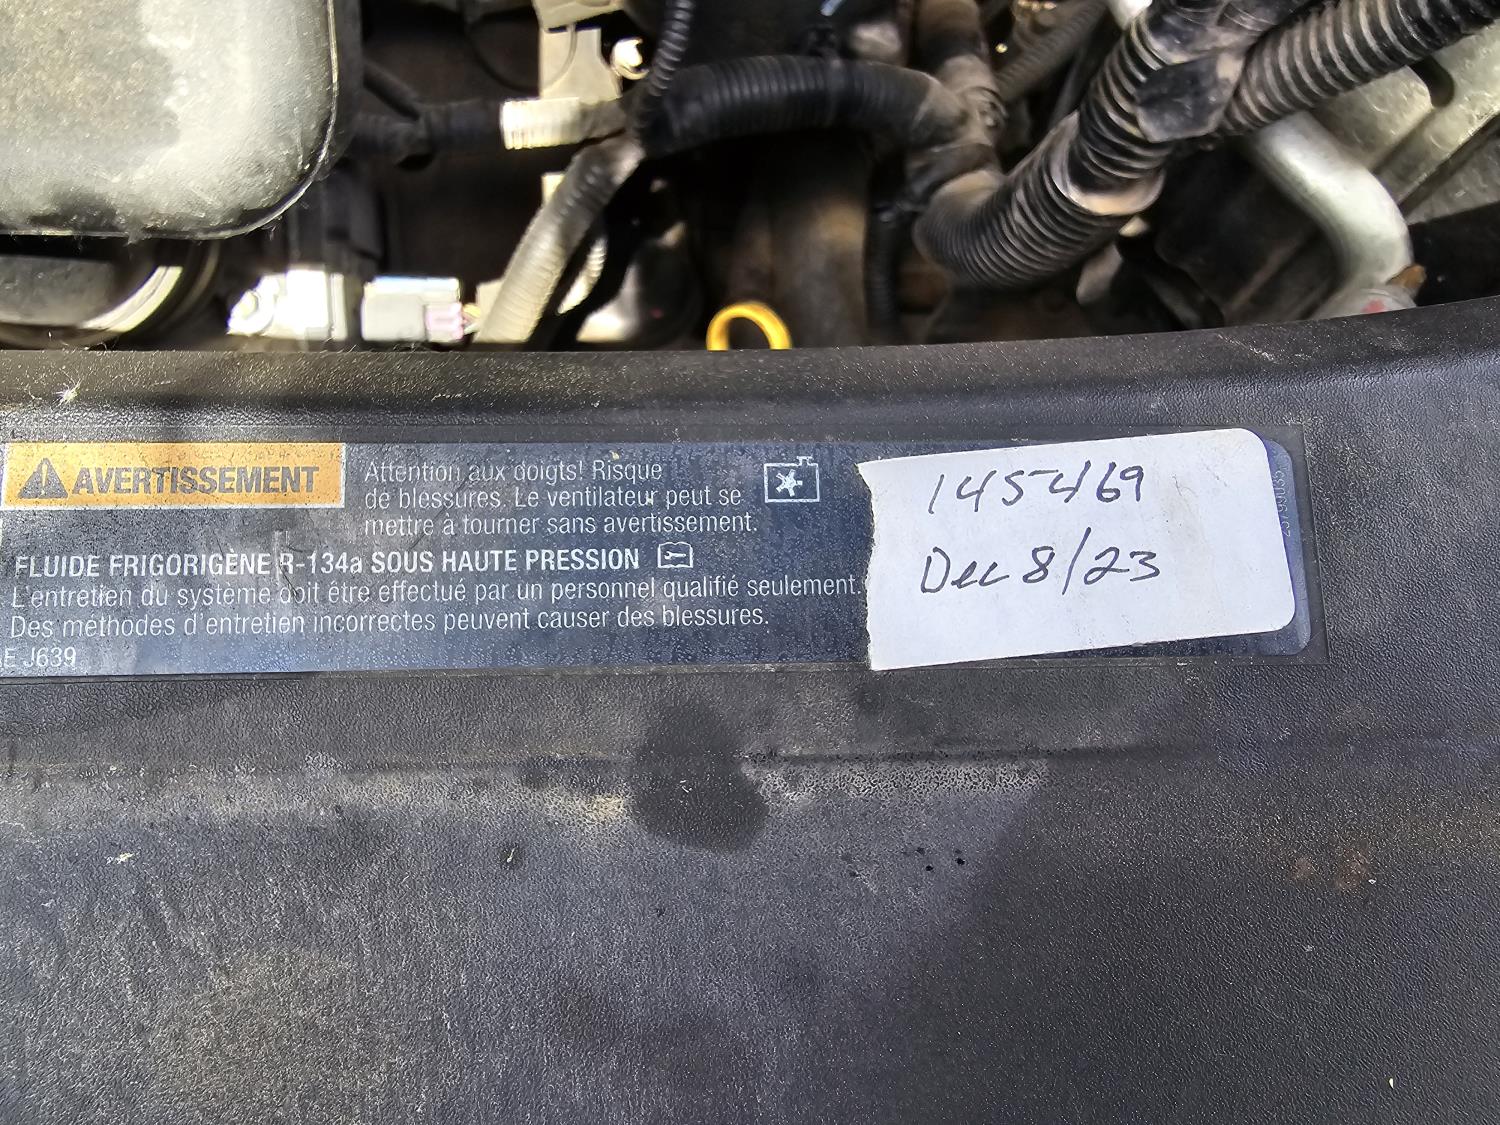 AVERTISSEMENT
Attention aux doigts! Risque
de blessures. Le ventilateur peut se
mettre à tourner sans avertissement.
FLUIDE FRIGORIGÈNE R-134a SOUS HAUTE PRESSION
L'entretien du système doit être effectué par un personnel qualifié seulement.
Des méthodes d'entretien incorrectes peuvent causer des blessures.
E J639
145469
Dec 8/23